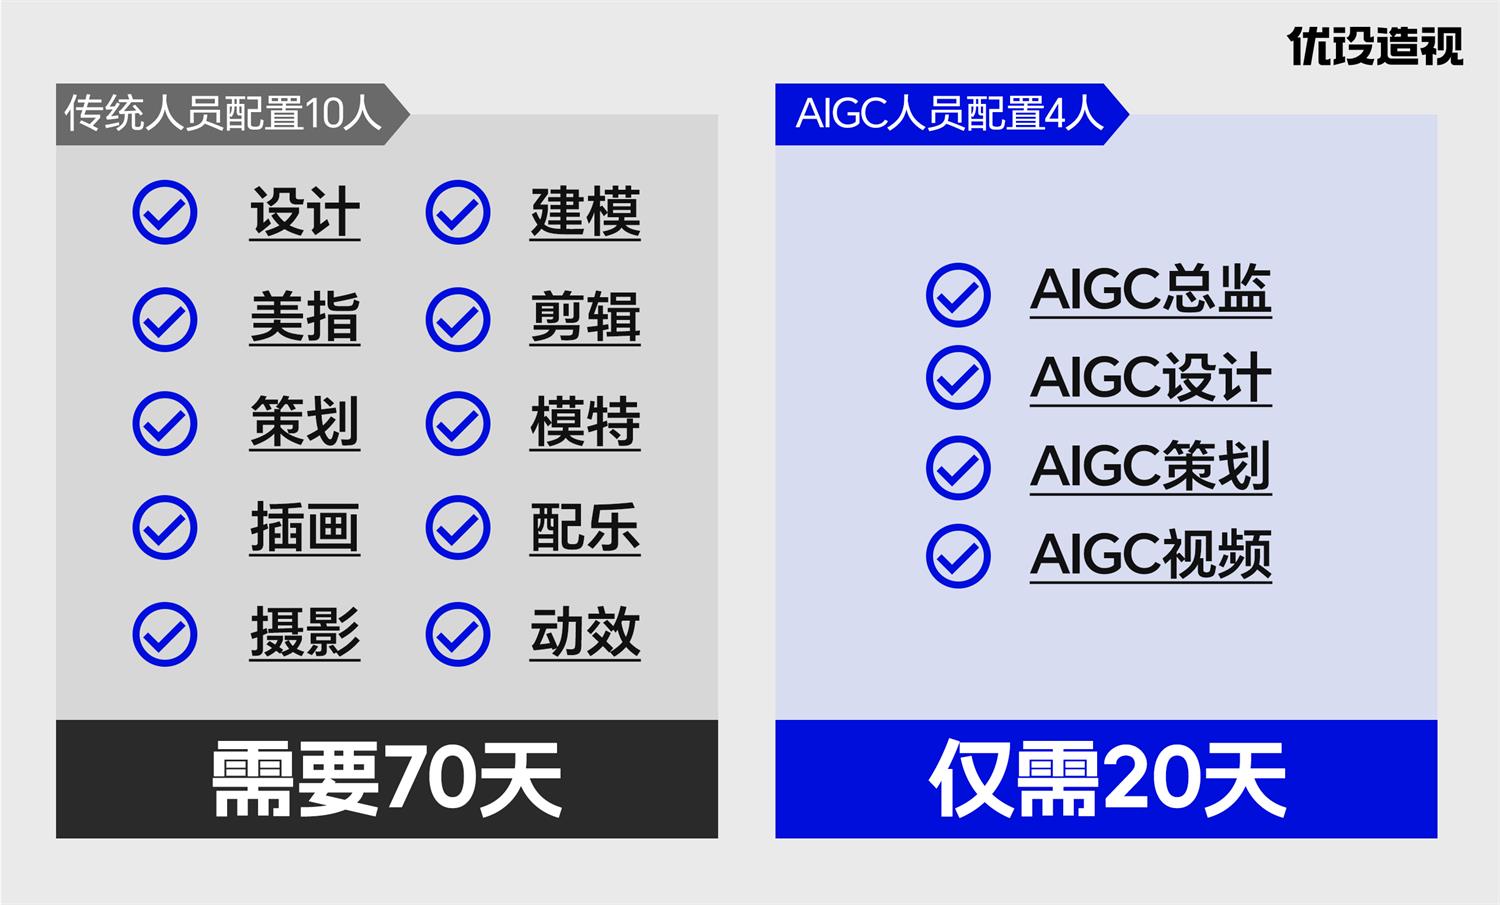 优设造视
传统人员配置10人
设计
建模
美指
剪辑
策划
模特
插画
配乐
摄影
动效
需要70天
AIGC人员配置4人
AIGC总监
AIGC设计
AIGC策划
AIGC视频
仅需20天